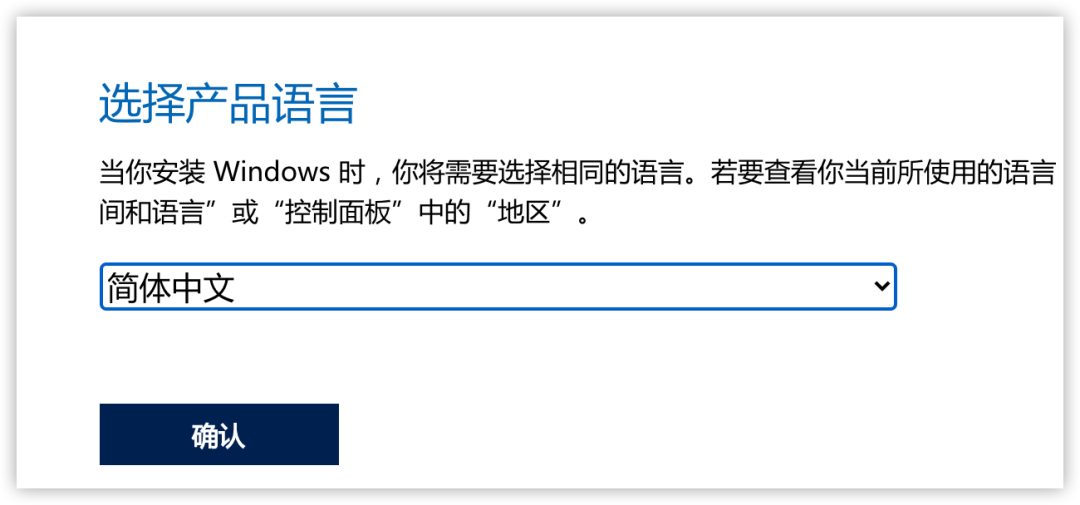 选择产品语言
当你安装 Windows 时，你将需要选择相同的语言。若要查看你当前所使用的语言
间和语言”或“控制面板”中的“地区”。
简体中文
确认